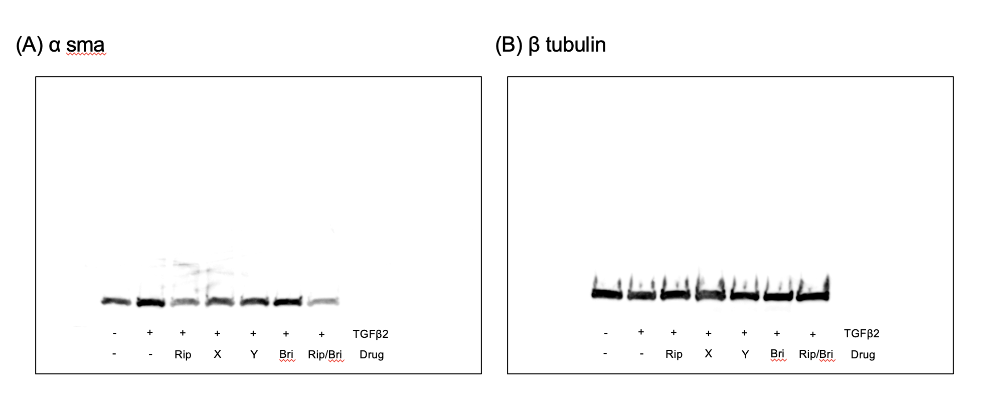 (A) α sma
(B) β tubulin
- + + + + + + TGFβ2
- - Rip X Y Bri Rip/Bri Drug
- + + + + + + TGFβ2
- - Rip X Y Bri Rip/Bri Drug